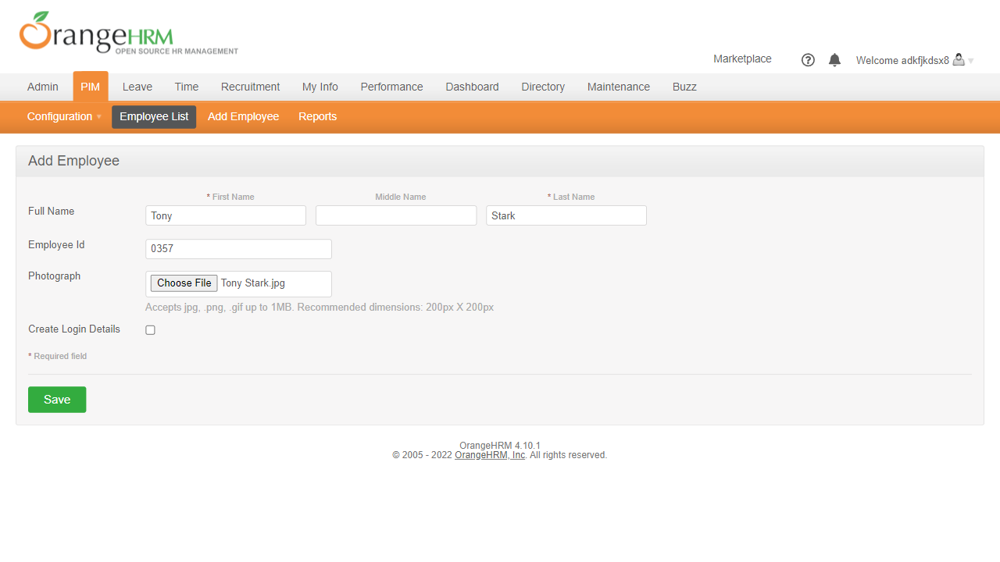 OrangeHRM
OPEN SOURCE HR MANAGEMENT
Marketplace
Welcome adkfjkdsx8
Admin PIM Leave Time Recruitment My Info Performance Dashboard Directory Maintenance Buzz
Configuration Employee List Add Employee Reports
Add Employee
* First Name Middle Name * Last Name
Full Name Tony Stark
Employee Id 0357
Photograph Choose File Tony Stark.jpg
Accepts jpg, .png, .gif up to 1MB. Recommended dimensions: 200px X 200px
Create Login Details
* Required field
Save
OrangeHRM 4.10.1
© 2005 - 2022 OrangeHRM, Inc. All rights reserved.